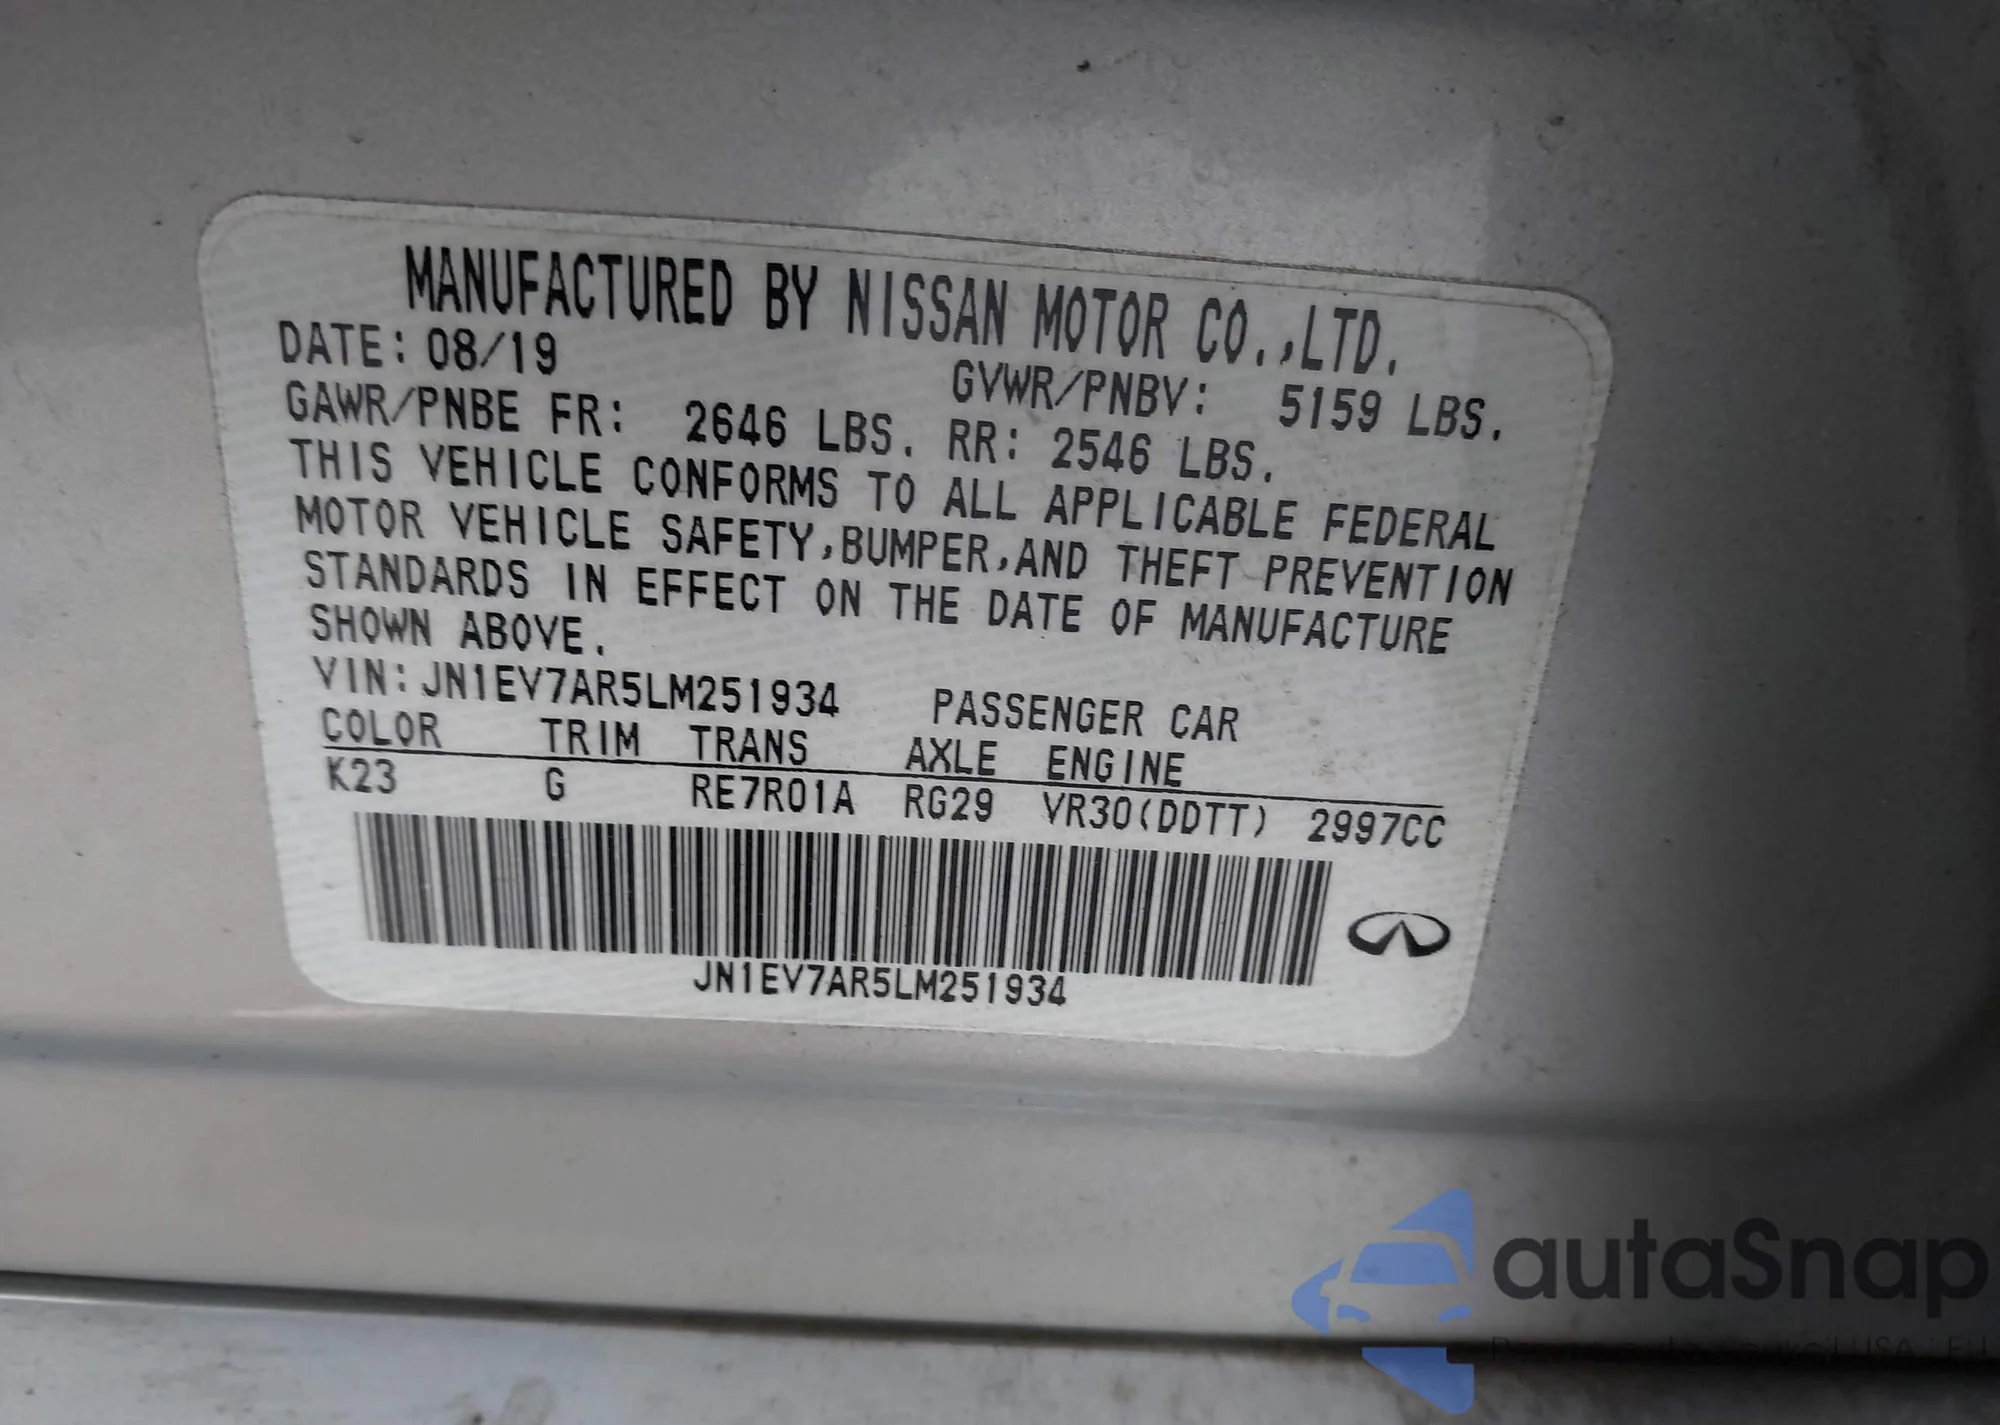 MANUFACTURED BY NISSAN MOTOR CO.,LTD.
DATE: 08/19 GVWR/PNBV: 5159 LBS.
GAWR/PNBE FR: 2646 LBS. RR: 2546 LBS.
THIS VEHICLE CONFORMS TO ALL APPLICABLE FEDERAL
MOTOR VEHICLE SAFETY,BUMPER,AND THEFT PREVENTION
STANDARDS IN EFFECT ON THE DATE OF MANUFACTURE
SHOWN ABOVE.
VIN:JN1EV7AR5LM251934 PASSENGER CAR
COLOR TRIM TRANS AXLE ENGINE
K23 G RE7R01A RG29 VR30(DDTT) 2997CC
JN1EV7AR5LM251934
autaSnap